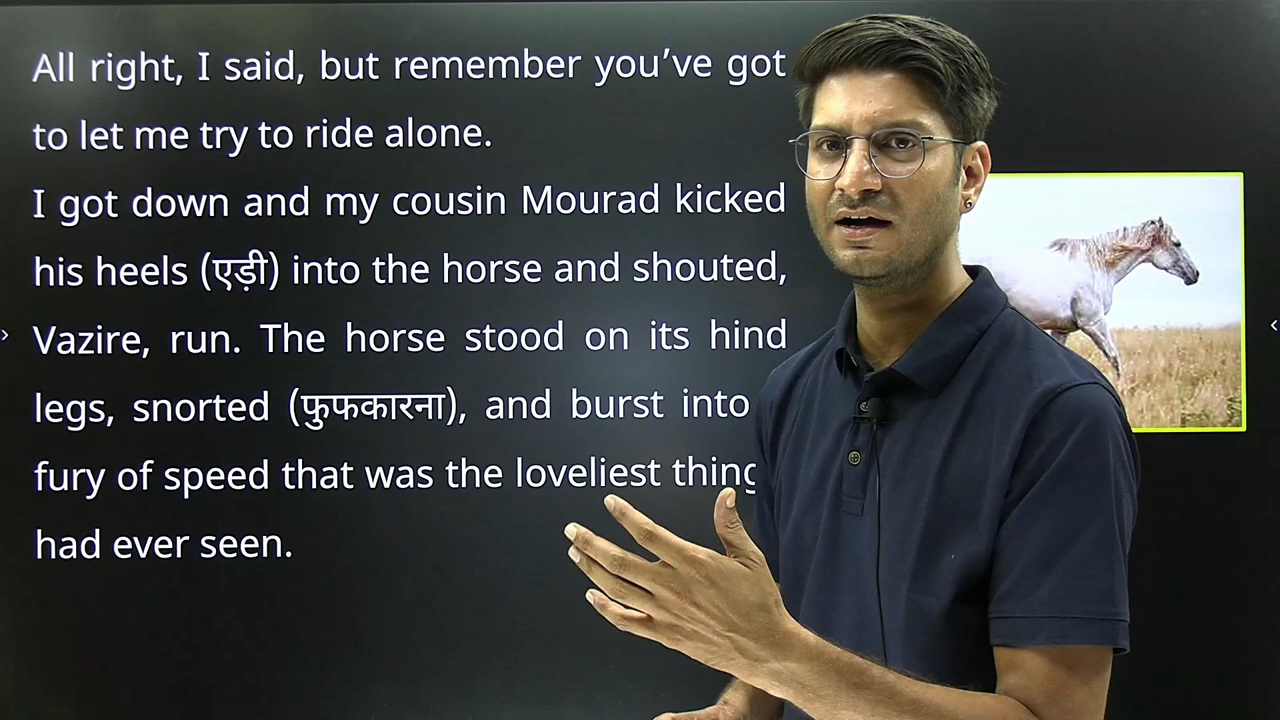 All right, I said, but remember you’ve got
to let me try to ride alone.
I got down and my cousin Mourad kicked
his heels (एड़ी) into the horse and shouted,
Vazire, run. The horse stood on its hind
legs, snorted (फुफकारना), and burst into
fury of speed that was the loveliest thing
had ever seen.